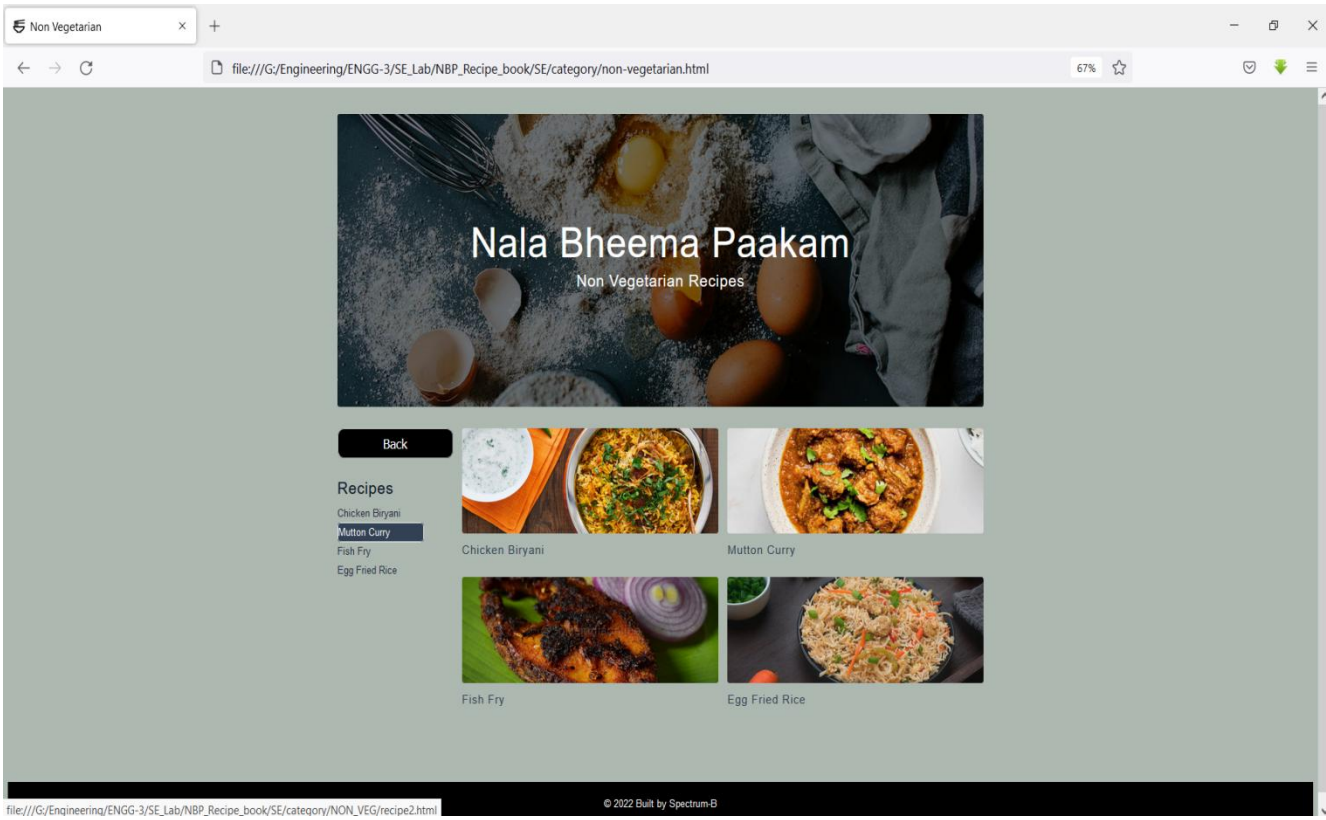 Non Vegetarian
file:///G:/Engineering/ENGG-3/SE_Lab/NBP_Recipe_book/SE/category/non-vegetarian.html
67%
Nala Bheema Paakam
Non Vegetarian Recipes
Back
Recipes
Chicken Biryani
Mutton Curry
Fish Fry
Egg Fried Rice
Chicken Biryani
Mutton Curry
Fish Fry
Egg Fried Rice
© 2022 Built by Spectrum-B
file:///G:/Engineering/ENGG-3/SE_Lab/NBP_Recipe_book/SE/category/NON_VEG/recipe2.html